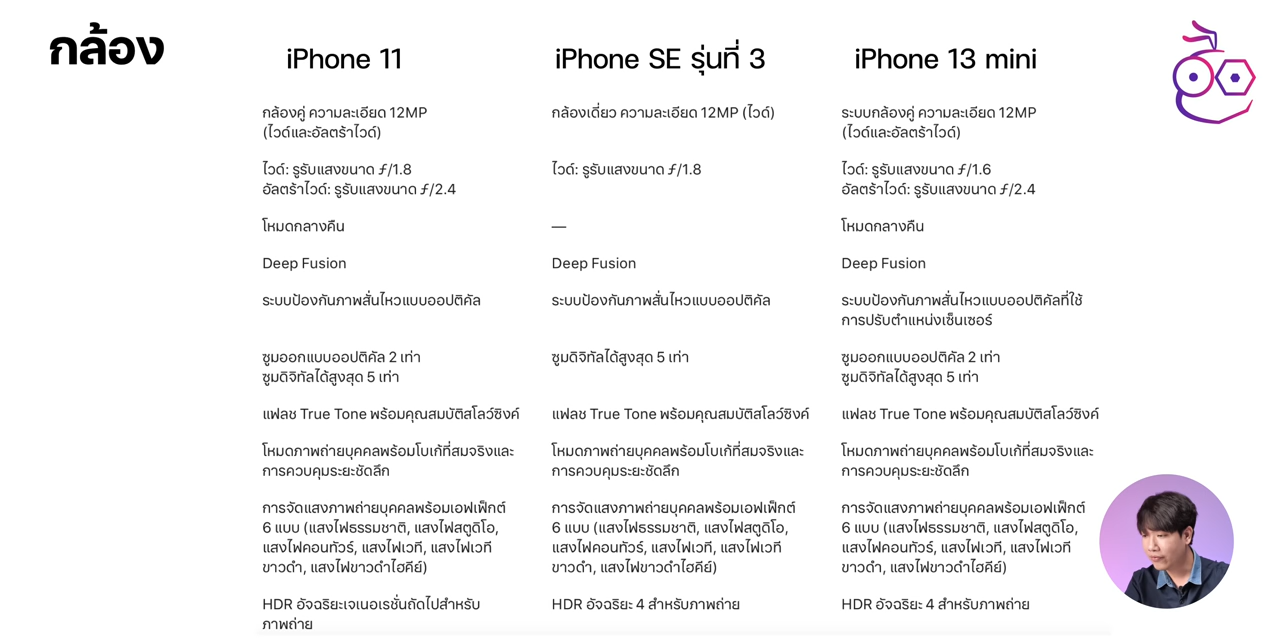 กล้อง
iPhone 11
iPhone SE รุ่นที่ 3
iPhone 13 mini
กล้องคู่ ความละเอียด 12MP
(ไวด์และอัลตร้าไวด์)
กล้องเดี่ยว ความละเอียด 12MP (ไวด์)
ระบบกล้องคู่ ความละเอียด 12MP
(ไวด์และอัลตร้าไวด์)
ไวด์: รูรับแสงขนาด ƒ/1.8
อัลตร้าไวด์: รูรับแสงขนาด ƒ/2.4
ไวด์: รูรับแสงขนาด ƒ/1.8
ไวด์: รูรับแสงขนาด ƒ/1.6
อัลตร้าไวด์: รูรับแสงขนาด ƒ/2.4
โหมดกลางคืน
—
โหมดกลางคืน
Deep Fusion
Deep Fusion
Deep Fusion
ระบบป้องกันภาพสั่นไหวแบบออปติคัล
ระบบป้องกันภาพสั่นไหวแบบออปติคัล
ระบบป้องกันภาพสั่นไหวแบบออปติคัลที่ใช้
การปรับตำแหน่งเซ็นเซอร์
ซูมออกแบบออปติคัล 2 เท่า
ซูมดิจิทัลได้สูงสุด 5 เท่า
ซูมดิจิทัลได้สูงสุด 5 เท่า
ซูมออกแบบออปติคัล 2 เท่า
ซูมดิจิทัลได้สูงสุด 5 เท่า
แฟลช True Tone พร้อมคุณสมบัติสโลว์ซิงค์
แฟลช True Tone พร้อมคุณสมบัติสโลว์ซิงค์
แฟลช True Tone พร้อมคุณสมบัติสโลว์ซิงค์
โหมดภาพถ่ายบุคคลพร้อมโบเก้ที่สมจริงและ
การควบคุมระยะชัดลึก
โหมดภาพถ่ายบุคคลพร้อมโบเก้ที่สมจริงและ
การควบคุมระยะชัดลึก
โหมดภาพถ่ายบุคคลพร้อมโบเก้ที่สมจริงและ
การควบคุมระยะชัดลึก
การจัดแสงภาพถ่ายบุคคลพร้อมเอฟเฟ็กต์
6 แบบ (แสงไฟธรรมชาติ, แสงไฟสตูดิโอ,
แสงไฟคอนทัวร์, แสงไฟเวที, แสงไฟเวที
ขาวดำ, แสงไฟขาวดำไฮคีย์)
การจัดแสงภาพถ่ายบุคคลพร้อมเอฟเฟ็กต์
6 แบบ (แสงไฟธรรมชาติ, แสงไฟสตูดิโอ,
แสงไฟคอนทัวร์, แสงไฟเวที, แสงไฟเวที
ขาวดำ, แสงไฟขาวดำไฮคีย์)
การจัดแสงภาพถ่ายบุคคลพร้อมเอฟเฟ็กต์
6 แบบ (แสงไฟธรรมชาติ, แสงไฟสตูดิโอ,
แสงไฟคอนทัวร์, แสงไฟเวที, แสงไฟเวที
ขาวดำ, แสงไฟขาวดำไฮคีย์)
HDR อัจฉริยะเจเนอเรชั่นถัดไปสำหรับ
ภาพถ่าย
HDR อัจฉริยะ 4 สำหรับภาพถ่าย
HDR อัจฉริยะ 4 สำหรับภาพถ่าย